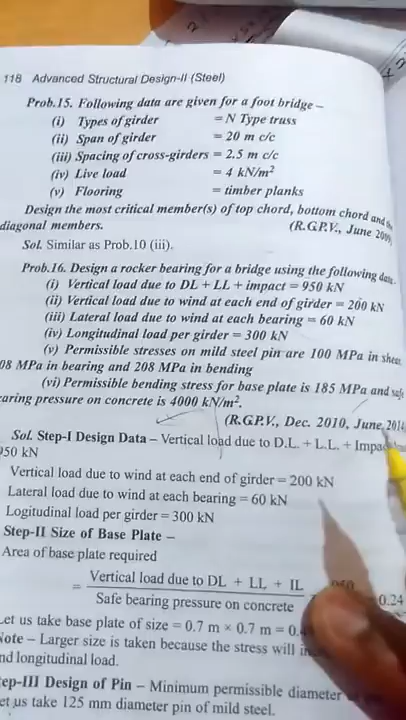 118 Advanced Structural Design-II (Steel)
Prob.15. Following data are given for a foot bridge –
(i) Types of girder = N Type truss
(ii) Span of girder = 20 m c/c
(iii) Spacing of cross-girders = 2.5 m c/c
(iv) Live load = 4 kN/m²
(v) Flooring = timber planks
Design the most critical member(s) of top chord, bottom chord and
diagonal members. (R.G.P.V., June
Sol. Similar as Prob.10 (iii).
Prob.16. Design a rocker bearing for a bridge using the following
(i) Vertical load due to DL + LL + impact = 950 kN
(ii) Vertical load due to wind at each end of girder = 200 kN
(iii) Lateral load due to wind at each bearing = 60 kN
(iv) Longitudinal load per girder = 300 kN
(v) Permissible stresses on mild steel pin are 100 MPa in
08 MPa in bearing and 208 MPa in bending
(vi) Permissible bending stress for base plate is 185 MPa and
aring pressure on concrete is 4000 kN/m².
(R.G.P.V., Dec. 2010, June
Sol. Step-I Design Data – Vertical load due to D.L. + L.L. +
950 kN
Vertical load due to wind at each end of girder = 200 kN
Lateral load due to wind at each bearing = 60 kN
Logitudinal load per girder = 300 kN
Step-II Size of Base Plate –
Area of base plate required
= Vertical load due to DL + LL + IL
Safe bearing pressure on concrete
0.24
Let us take base plate of size = 0.7 m × 0.7 m =
Note – Larger size is taken because the stress will
nd longitudinal load.
tep-III Design of Pin – Minimum permissible diameter
et us take 125 mm diameter pin of mild steel.